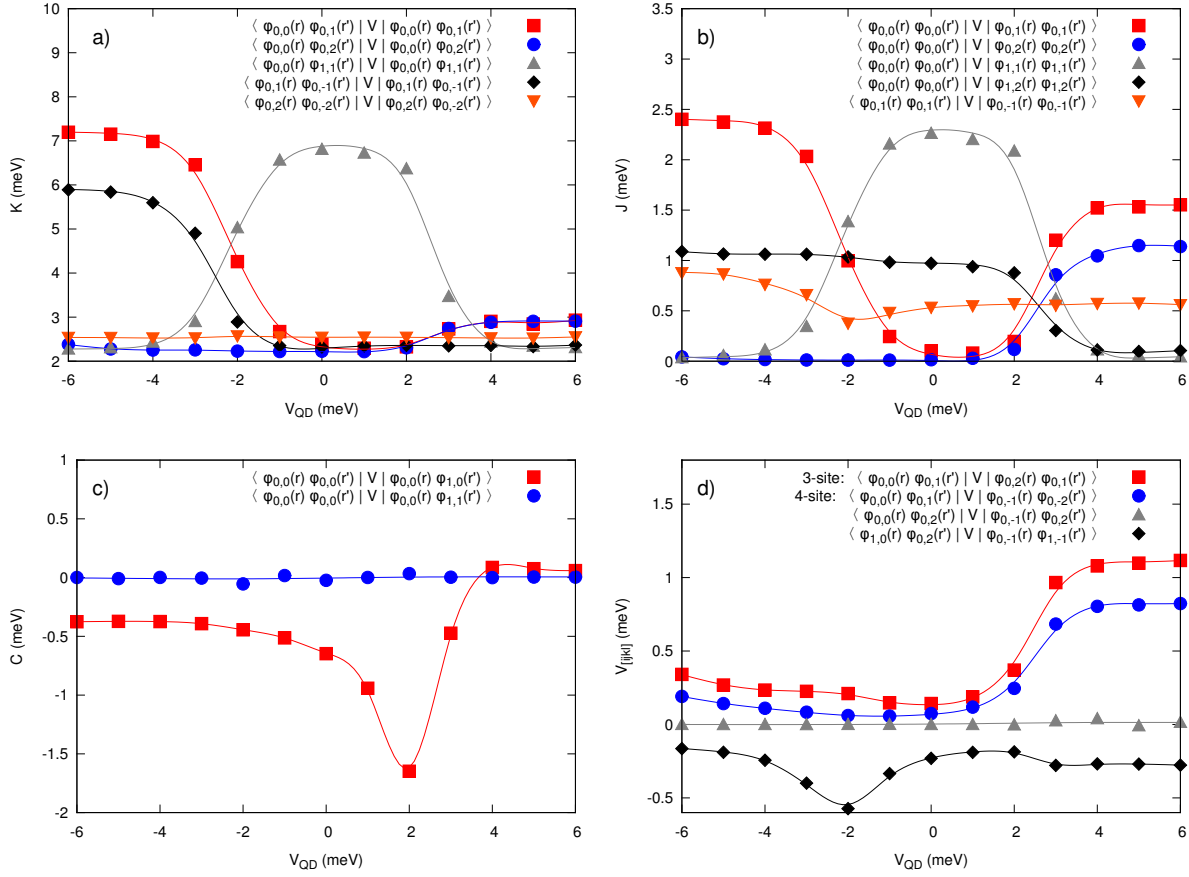 a)
⟨ φ0,0(r) φ0,1(r') | V | φ0,0(r) φ0,1(r') ⟩
⟨ φ0,0(r) φ0,2(r') | V | φ0,0(r) φ0,2(r') ⟩
⟨ φ0,0(r) φ1,1(r') | V | φ0,0(r) φ1,1(r') ⟩
⟨ φ0,1(r) φ0,-1(r') | V | φ0,1(r) φ0,-1(r') ⟩
⟨ φ0,2(r) φ0,-2(r') | V | φ0,2(r) φ0,-2(r') ⟩
K (meV)
10
9
8
7
6
5
4
3
2
-6 -4 -2 0 2 4 6
VQD (meV)
b)
⟨ φ0,0(r) φ0,0(r') | V | φ0,1(r) φ0,1(r') ⟩
⟨ φ0,0(r) φ0,0(r') | V | φ0,2(r) φ0,2(r') ⟩
⟨ φ0,0(r) φ0,0(r') | V | φ1,1(r) φ1,1(r') ⟩
⟨ φ0,0(r) φ0,0(r') | V | φ1,2(r) φ1,2(r') ⟩
⟨ φ0,1(r) φ0,1(r') | V | φ0,-1(r) φ0,-1(r') ⟩
J (meV)
3.5
3
2.5
2
1.5
1
0.5
0
-6 -4 -2 0 2 4 6
VQD (meV)
c)
⟨ φ0,0(r) φ0,0(r') | V | φ0,0(r) φ1,0(r') ⟩
⟨ φ0,0(r) φ0,0(r') | V | φ0,0(r) φ1,1(r') ⟩
C (meV)
1
0.5
0
-0.5
-1
-1.5
-2
-6 -4 -2 0 2 4 6
VQD (meV)
d)
3-site: ⟨ φ0,0(r) φ0,1(r') | V | φ0,2(r) φ0,1(r') ⟩
4-site: ⟨ φ0,0(r) φ0,1(r') | V | φ0,-1(r) φ0,-2(r') ⟩
⟨ φ0,0(r) φ0,2(r') | V | φ0,-1(r) φ0,2(r') ⟩
⟨ φ1,0(r) φ0,2(r') | V | φ0,-1(r) φ1,-1(r') ⟩
V[ijkl] (meV)
1.5
1
0.5
0
-0.5
-6 -4 -2 0 2 4 6
VQD (meV)